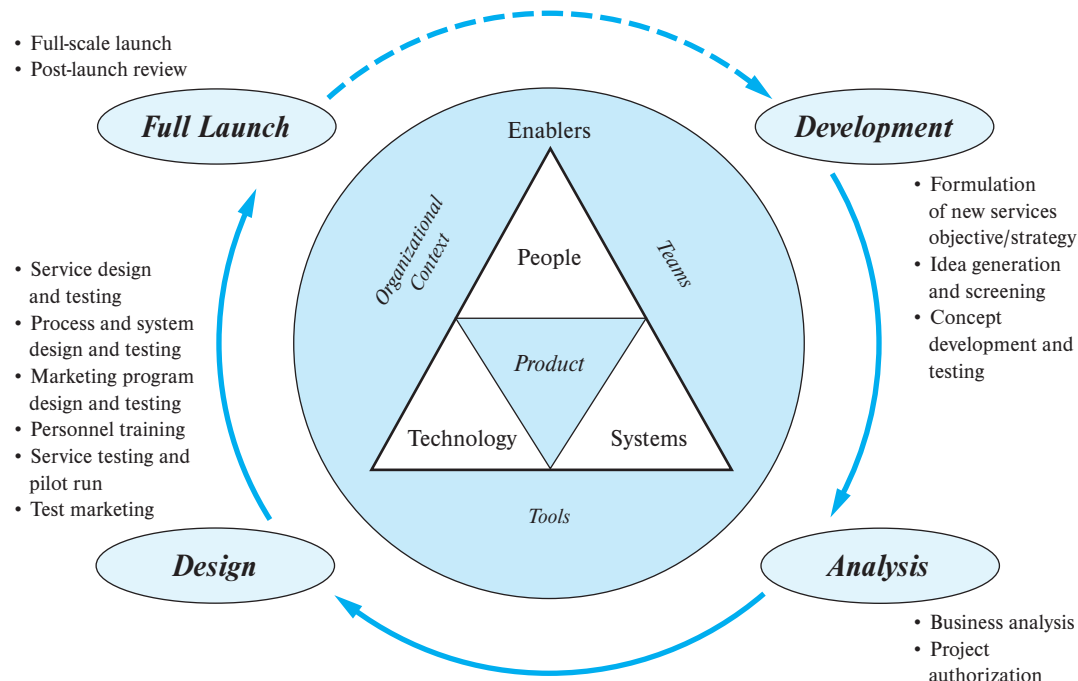 • Full-scale launch
• Post-launch review
Full Launch
Development
Enablers
Organizational
Context
Teams
People
Product
Technology
Systems
Tools
• Formulation
of new services
objective/strategy
• Idea generation
and screening
• Concept
development and
testing
• Service design
and testing
• Process and system
design and testing
• Marketing program
design and testing
• Personnel training
• Service testing and
pilot run
• Test marketing
Design
Analysis
• Business analysis
• Project
authorization